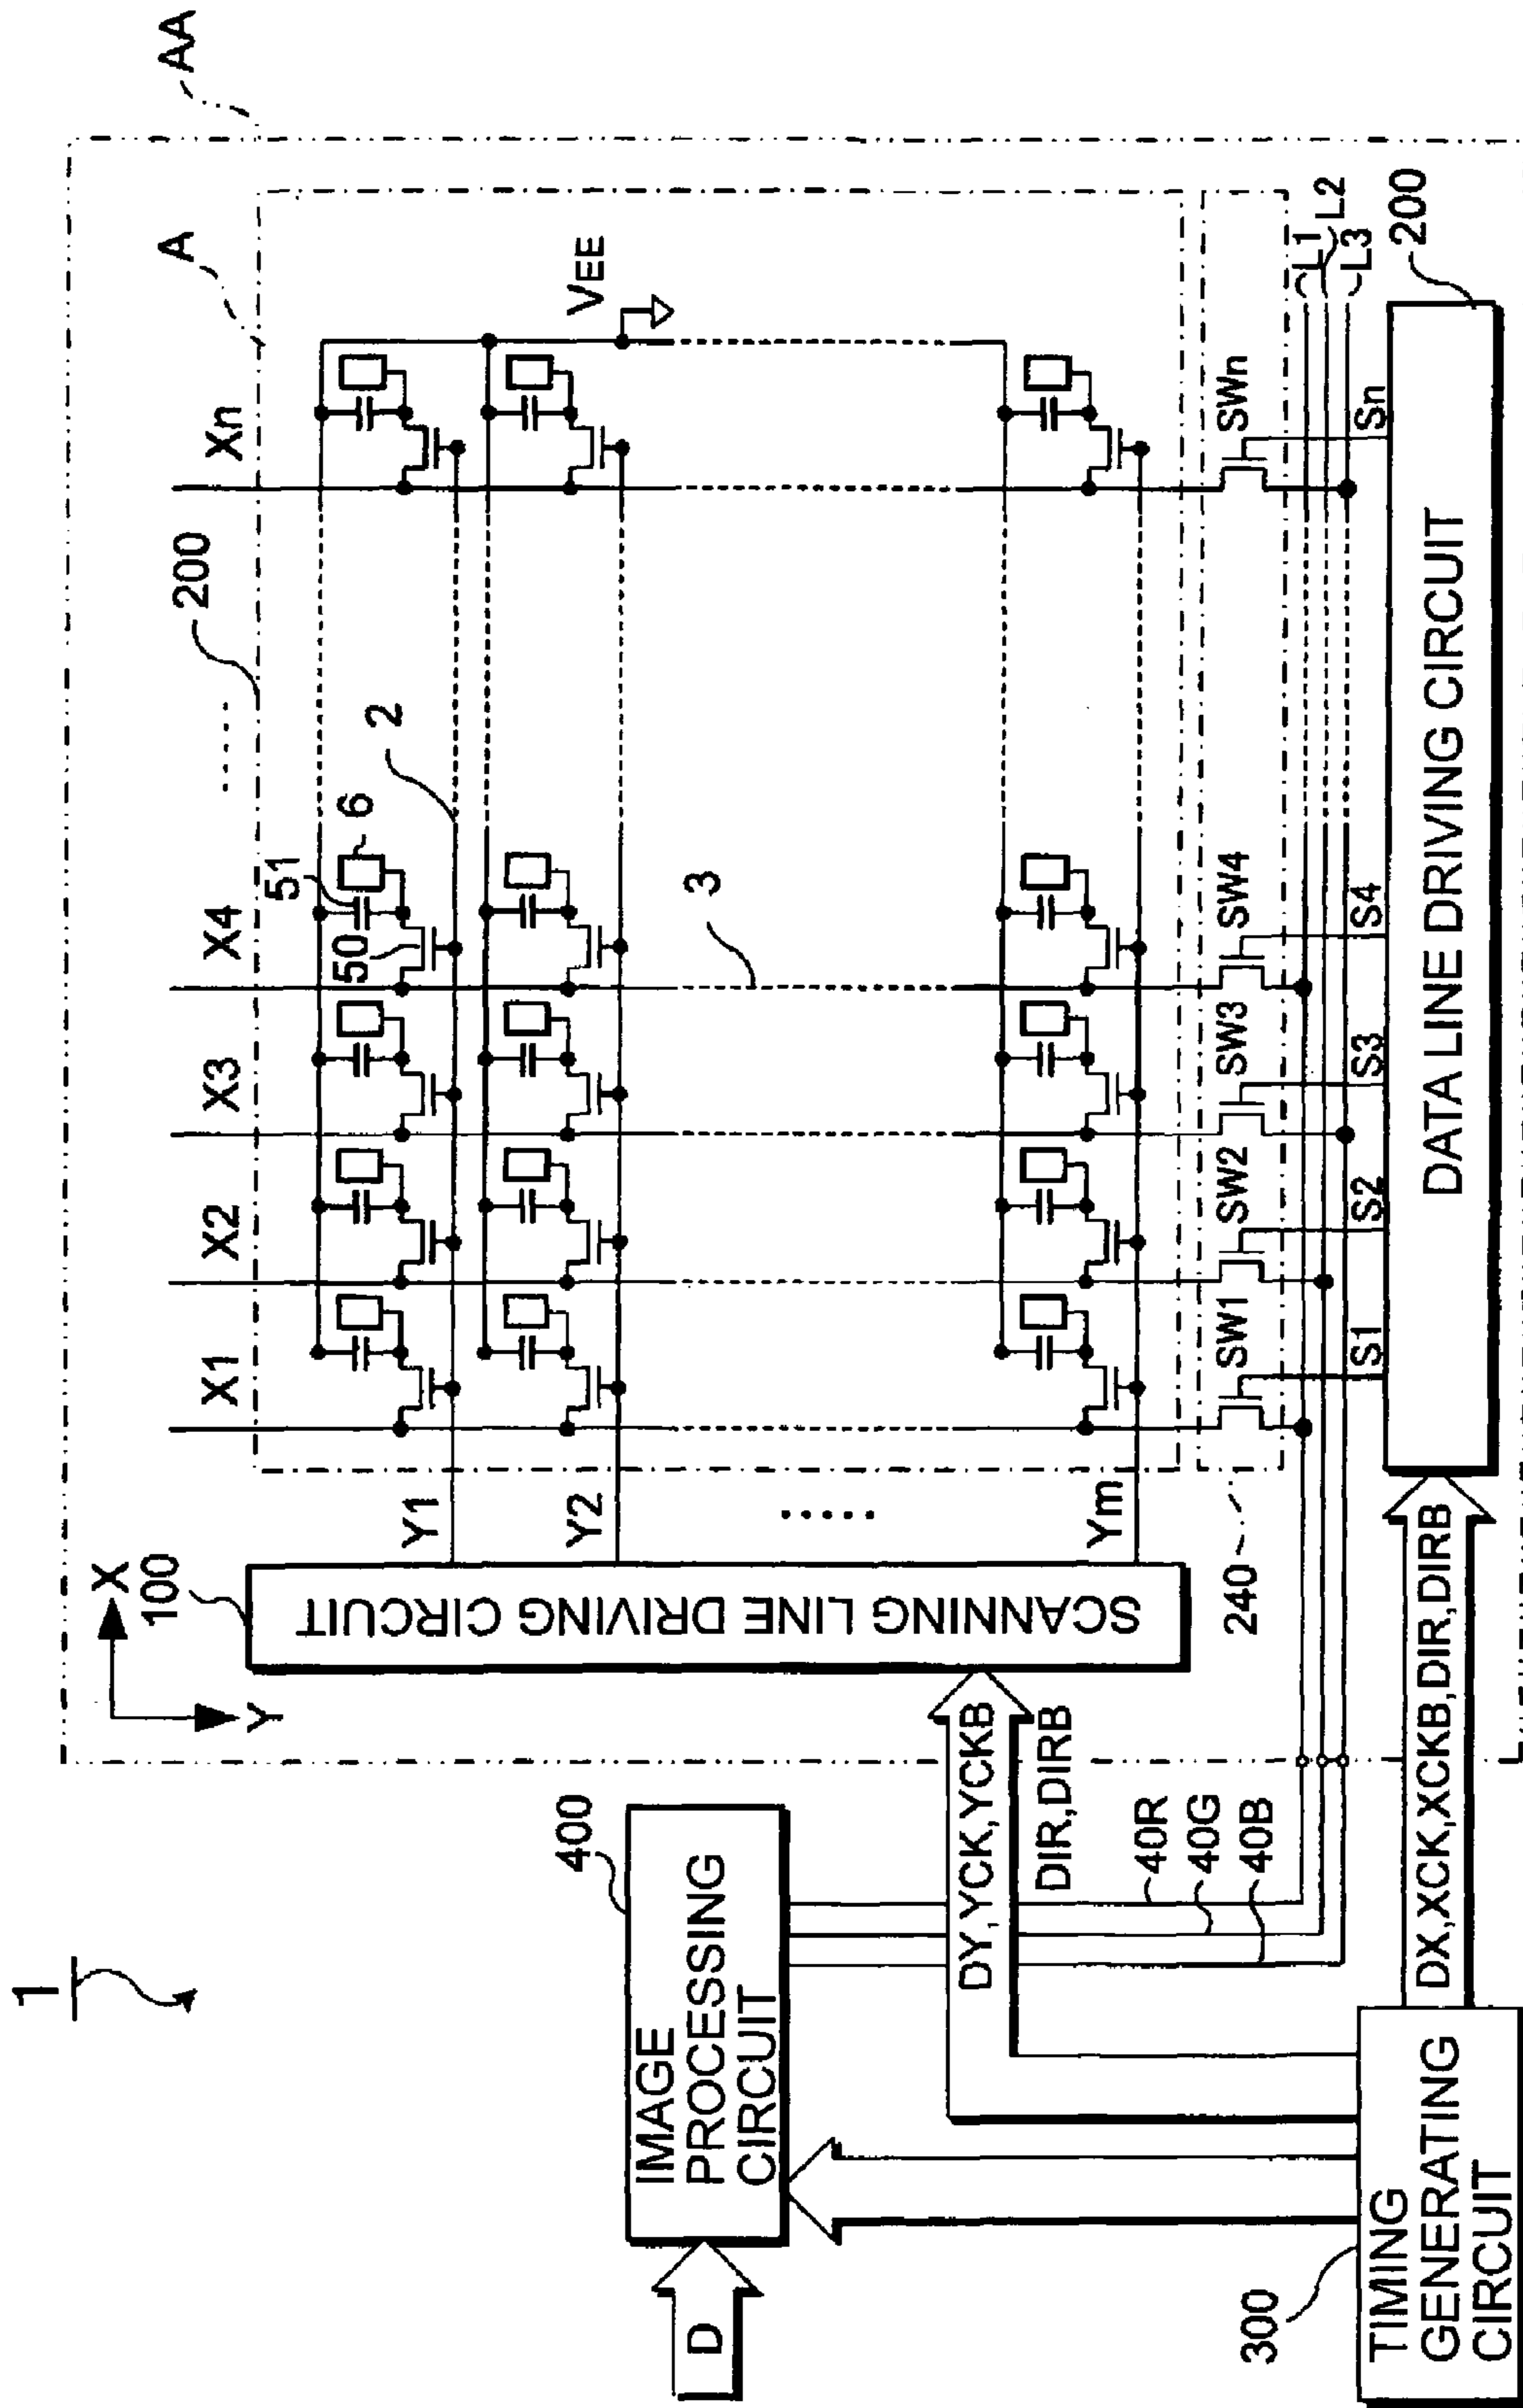 1
AA
A
X
Y
100
X1
X2
X3
X4
.....
200
Xn
VEE
51
6
50
2
3
Y1
Y2
.....
Ym
SCANNING LINE DRIVING CIRCUIT
400
IMAGE
PROCESSING
CIRCUIT
D
DY,YCK,YCKB
DIR,DIRB
40R
40G
40B
240
SW1
SW2
SW3
SW4
SWn
L1
L2
L3
S1
S2
S3
S4
Sn
200
DATA LINE DRIVING CIRCUIT
DX,XCK,XCKB,DIR,DIRB
300
TIMING
GENERATING
CIRCUIT